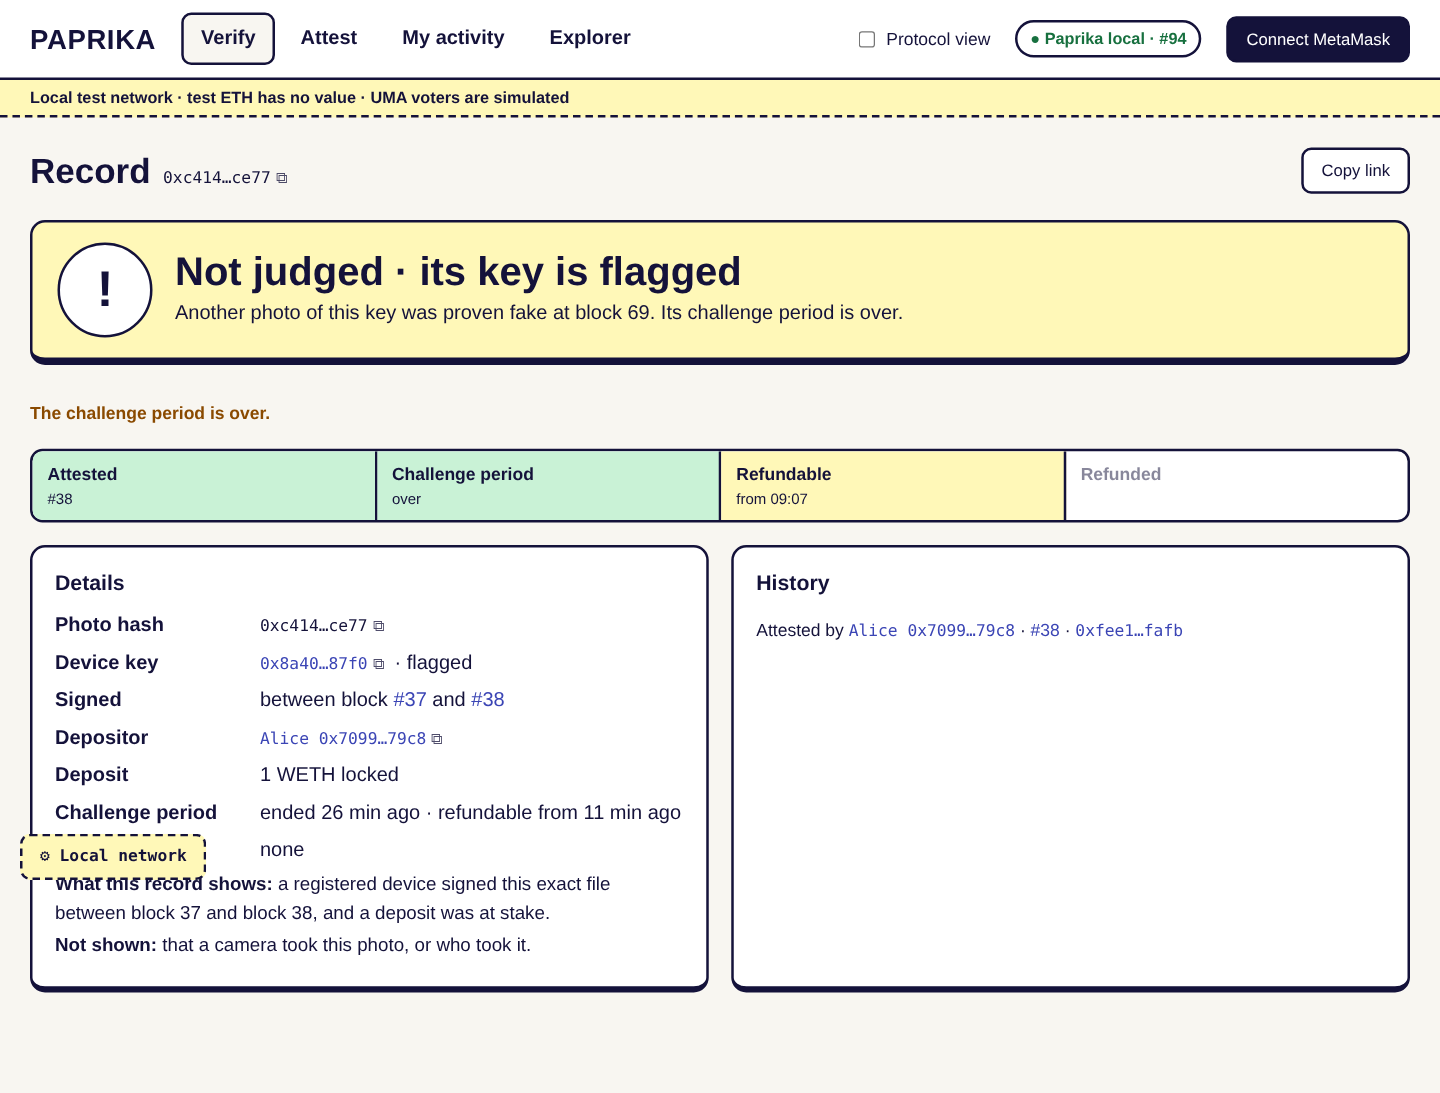 PAPRIKA Verify Attest My activity Explorer Protocol view ● Paprika local · #94 Connect MetaMask
Local test network · test ETH has no value · UMA voters are simulated
Record 0xc414…ce77 ⧉ Copy link
!
Not judged · its key is flagged
Another photo of this key was proven fake at block 69. Its challenge period is over.
The challenge period is over.
Attested
#38
Challenge period
over
Refundable
from 09:07
Refunded
Details
Photo hash 0xc414…ce77 ⧉
Device key 0x8a40…87f0 ⧉ · flagged
Signed between block #37 and #38
Depositor Alice 0x7099…79c8 ⧉
Deposit 1 WETH locked
Challenge period ended 26 min ago · refundable from 11 min ago
none
⚙ Local network
What this record shows: a registered device signed this exact file
between block 37 and block 38, and a deposit was at stake.
Not shown: that a camera took this photo, or who took it.
History
Attested by Alice 0x7099…79c8 · #38 · 0xfee1…fafb